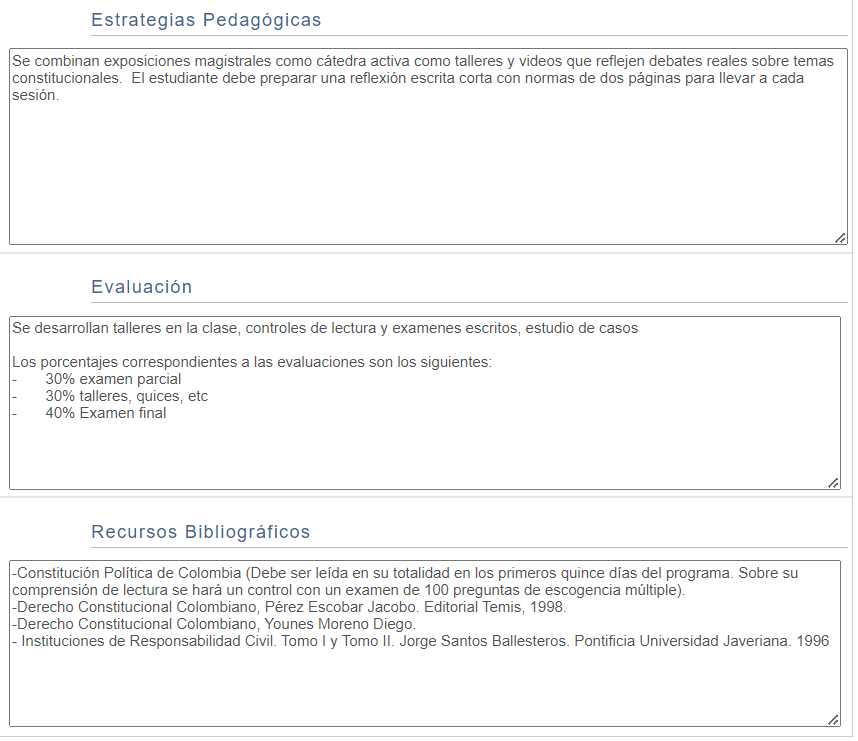 Estrategias Pedagógicas
Se combinan exposiciones magistrales como cátedra activa como talleres y videos que reflejen debates reales sobre temas
constitucionales.  El estudiante debe preparar una reflexión escrita corta con normas de dos páginas para llevar a cada
sesión.
Evaluación
Se desarrollan talleres en la clase, controles de lectura y examenes escritos, estudio de casos
Los porcentajes correspondientes a las evaluaciones son los siguientes:
- 30% examen parcial
- 30% talleres, quices, etc
- 40% Examen final
Recursos Bibliográficos
-Constitución Política de Colombia (Debe ser leída en su totalidad en los primeros quince días del programa. Sobre su
comprensión de lectura se hará un control con un examen de 100 preguntas de escogencia múltiple).
-Derecho Constitucional Colombiano, Pérez Escobar Jacobo. Editorial Temis, 1998.
-Derecho Constitucional Colombiano, Younes Moreno Diego.
- Instituciones de Responsabilidad Civil. Tomo I y Tomo II. Jorge Santos Ballesteros. Pontificia Universidad Javeriana. 1996